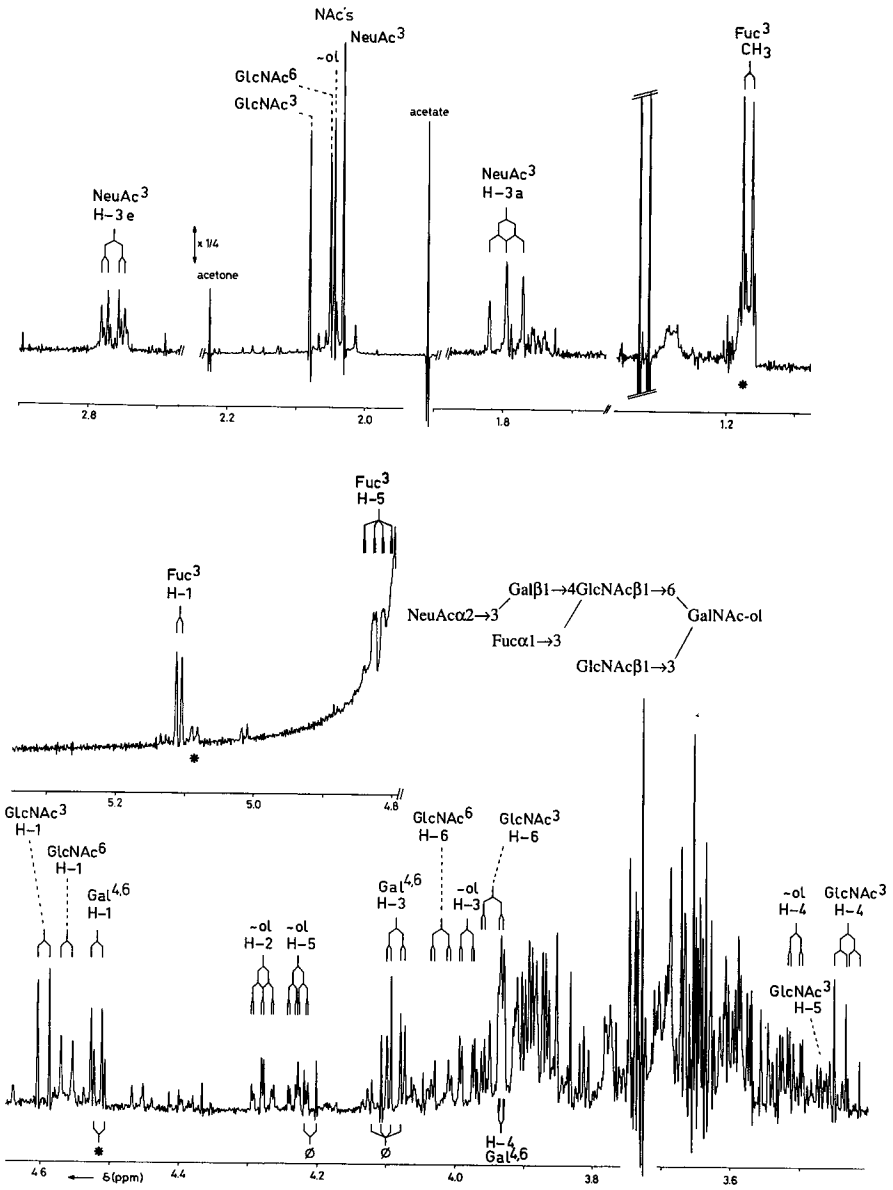 NAc's
NeuAc3
~ol
GlcNAc6
GlcNAc3
Fuc3
CH3
acetate
NeuAc3
H-3e
NeuAc3
H-3a
x 1/4
acetone
*
2.8
2.2
2.0
1.8
1.2
Fuc3
H-5
Fuc3
H-1
Galβ1→4GlcNAcβ1→6
NeuAcα2→3
GalNAc-ol
Fucα1→3
GlcNAcβ1→3
*
5.2
5.0
4.8
GlcNAc3
H-1
GlcNAc6
H-1
Gal4,6
H-1
~ol
H-2
~ol
H-5
Gal4,6
H-3
GlcNAc6
H-6
~ol
H-3
GlcNAc3
H-6
~ol
H-4
GlcNAc3
H-4
GlcNAc3
H-5
*
ø
ø
H-4
Gal4,6
4.6
← δ(ppm)
4.4
4.2
4.0
3.8
3.6